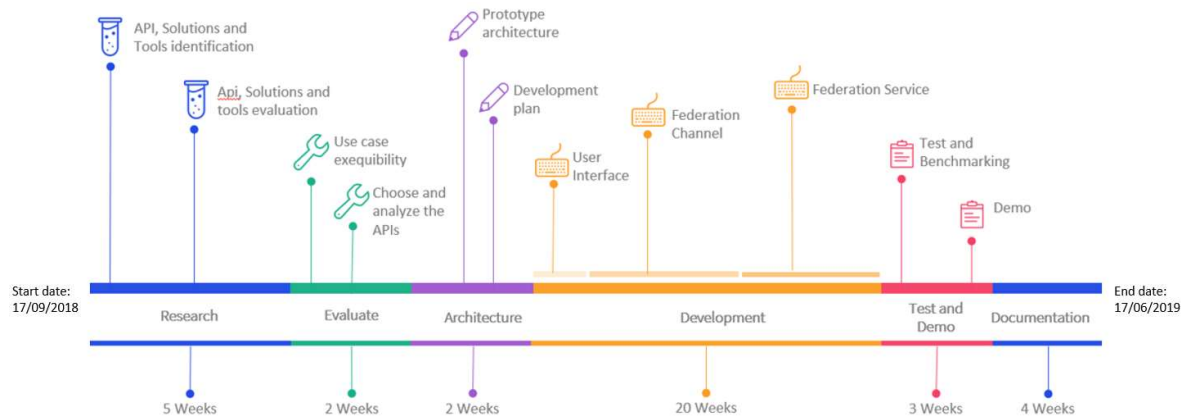 API, Solutions and
Tools identification
Api, Solutions and
tools evaluation
Use case
exequibility
Choose and
analyze the
APIs
Prototype
architecture
Development
plan
User
Interface
Federation
Channel
Federation Service
Test and
Benchmarking
Demo
Start date:
17/09/2018
End date:
17/06/2019
Research
Evaluate
Architecture
Development
Test and
Demo
Documentation
5 Weeks
2 Weeks
2 Weeks
20 Weeks
3 Weeks
4 Weeks